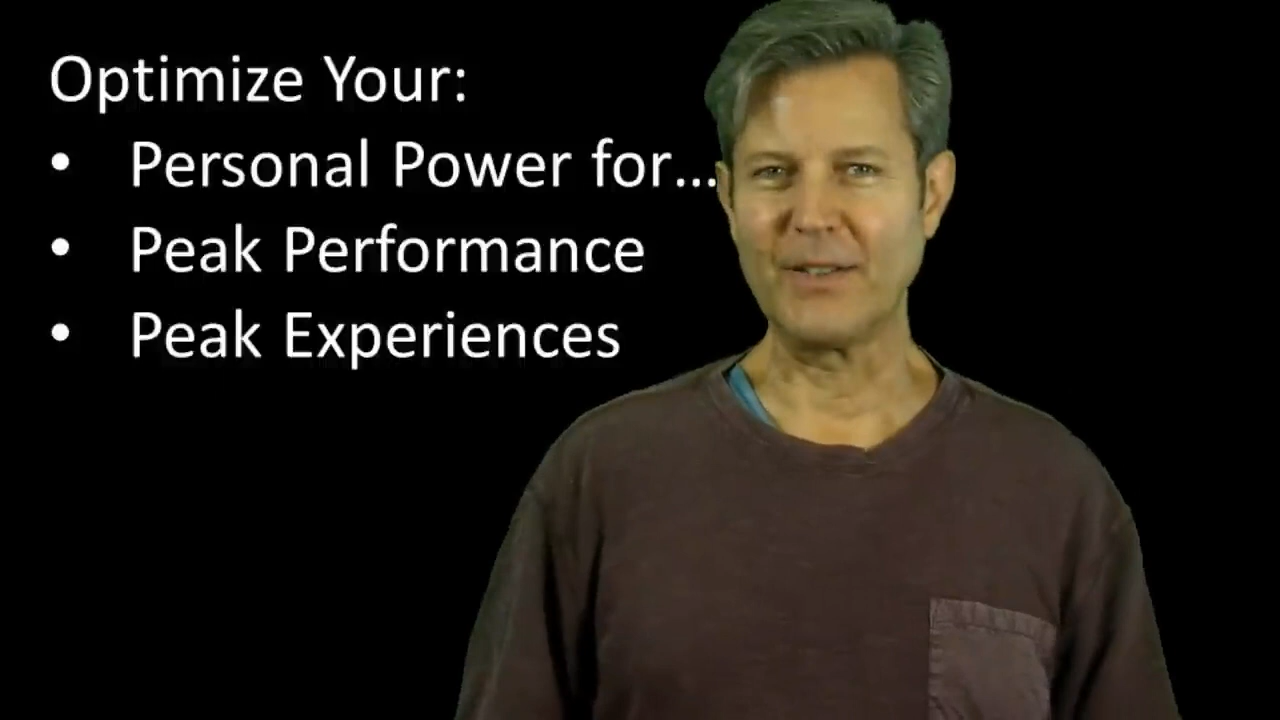 Optimize Your:
• Personal Power for...
• Peak Performance
• Peak Experiences